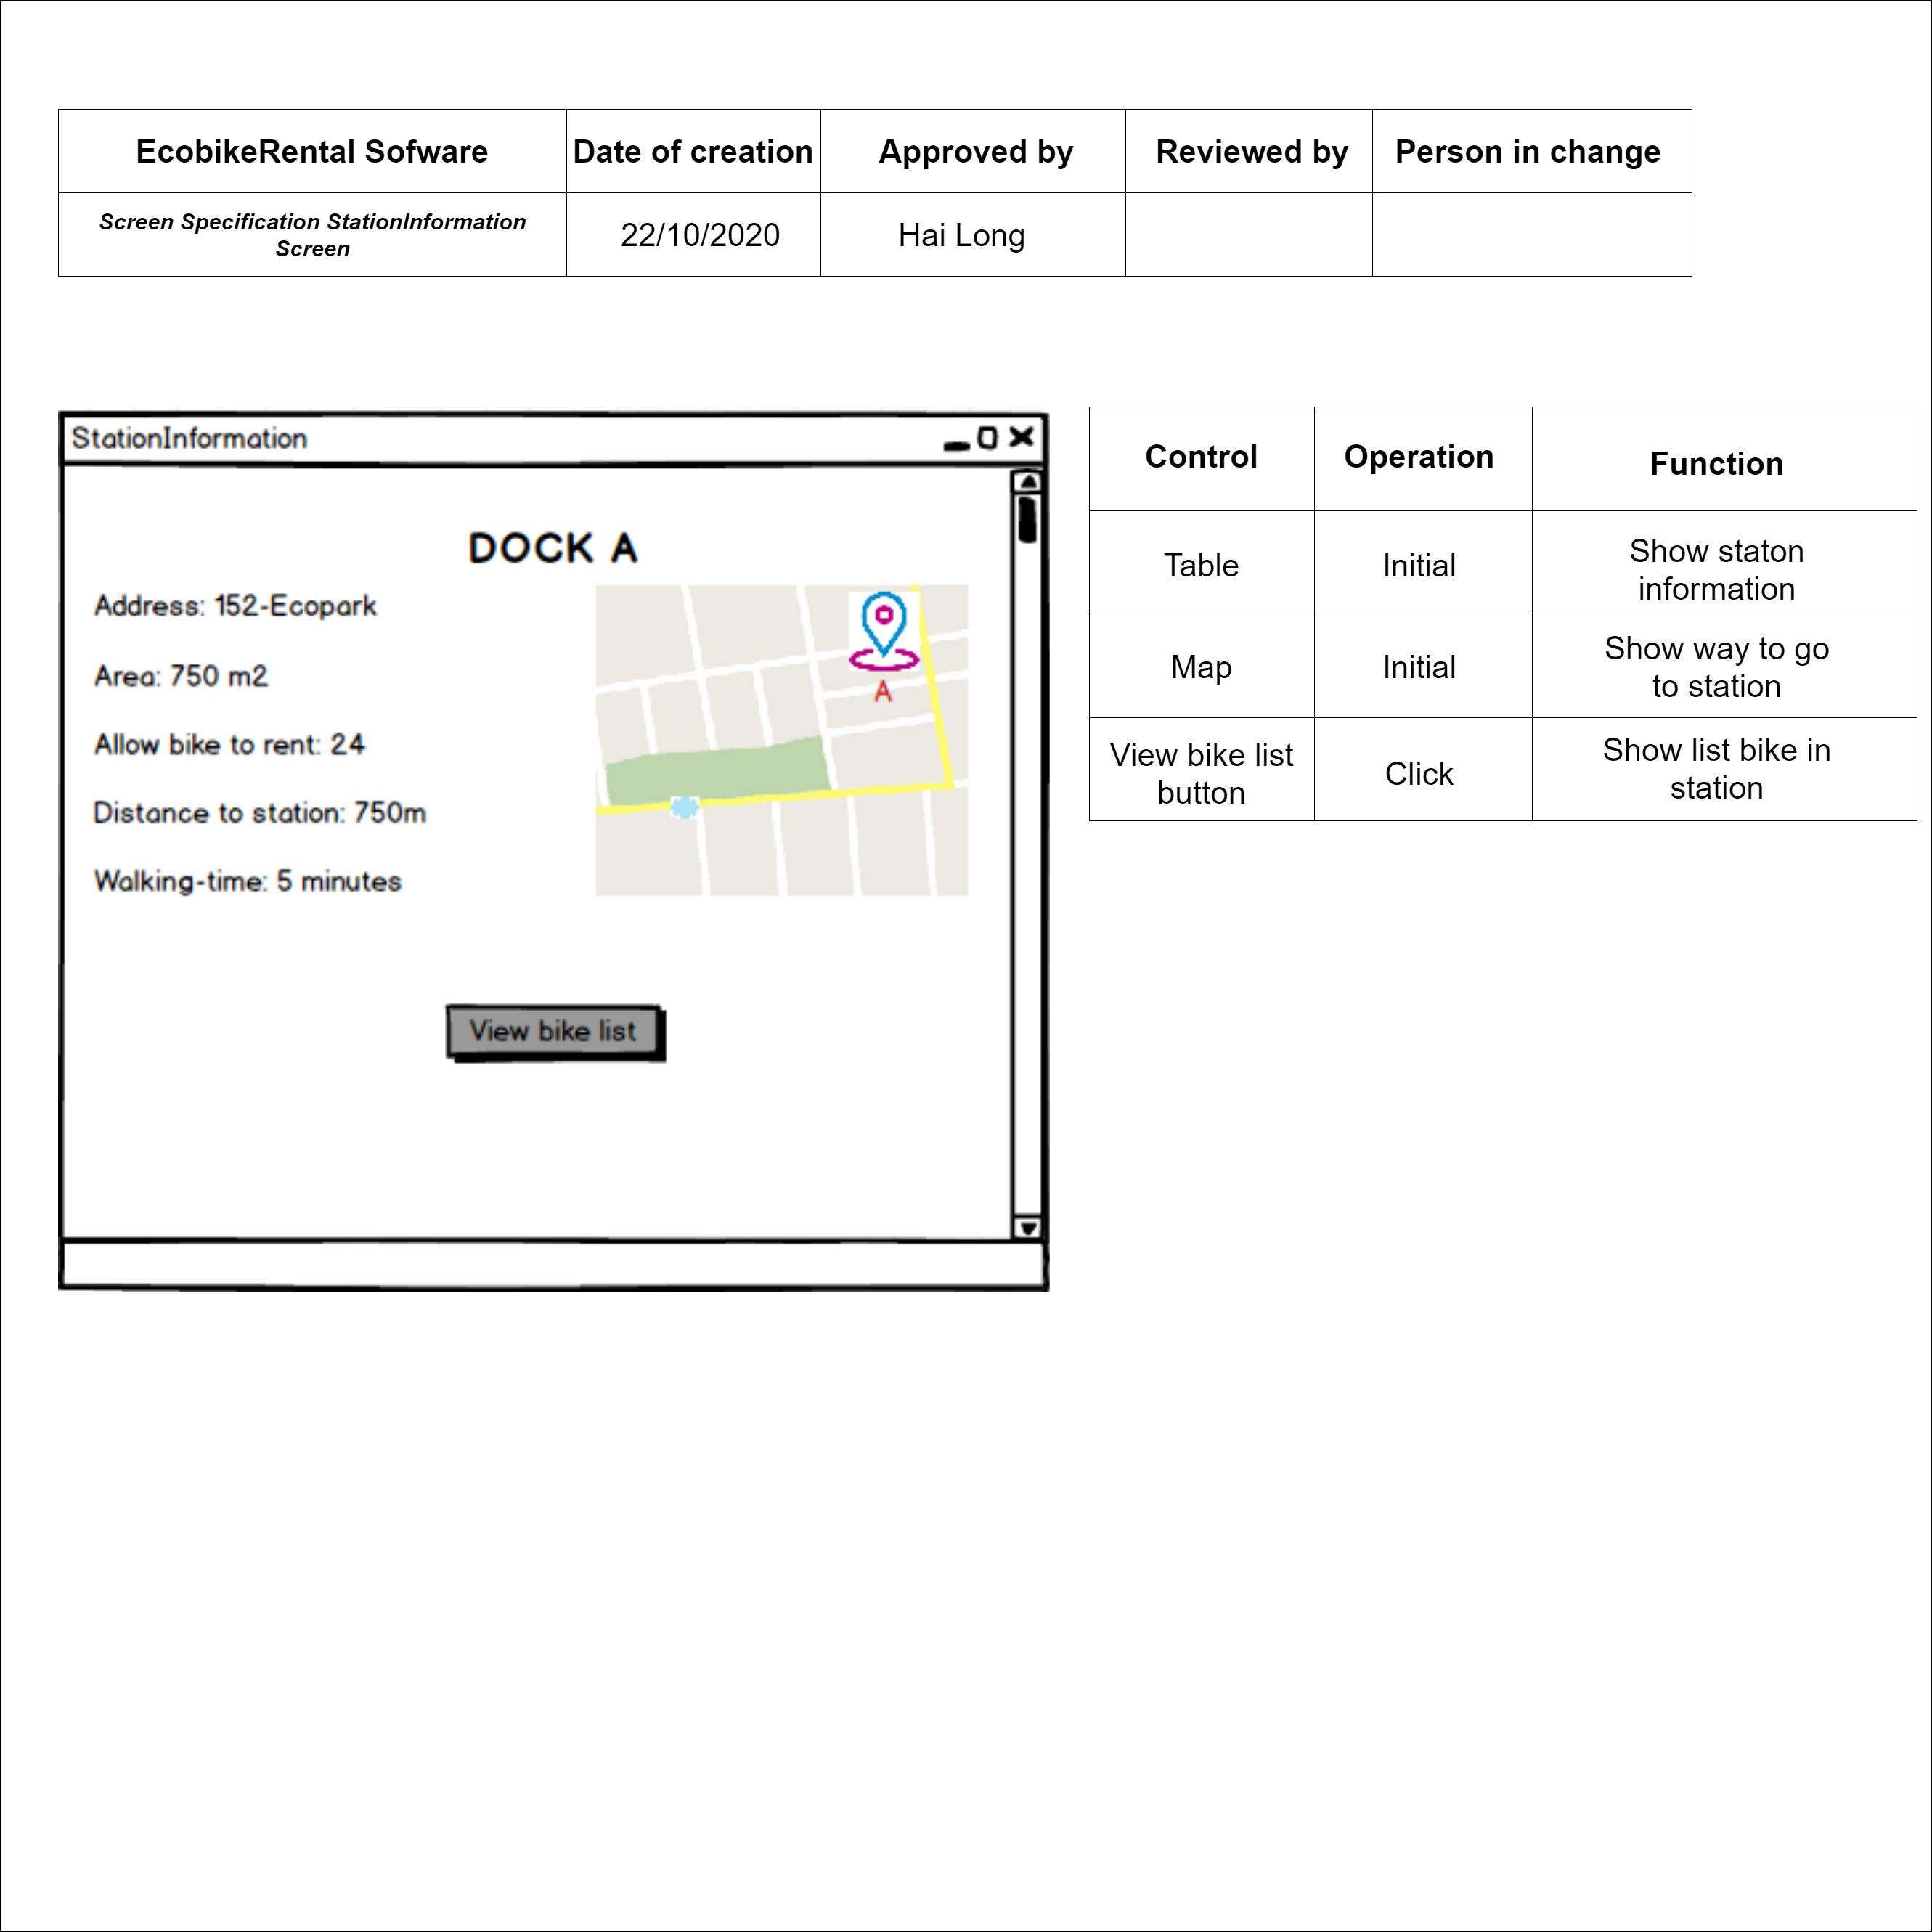 EcobikeRental Sofware
Date of creation
Approved by
Reviewed by
Person in change
Screen Specification StationInformation
Screen
22/10/2020
Hai Long
StationInformation
DOCK A
Address: 152-Ecopark
Area: 750 m2
Allow bike to rent: 24
Distance to station: 750m
Walking-time: 5 minutes
A
View bike list
Control
Operation
Function
Table
Initial
Show staton
information
Map
Initial
Show way to go
to station
View bike list
button
Click
Show list bike in
station